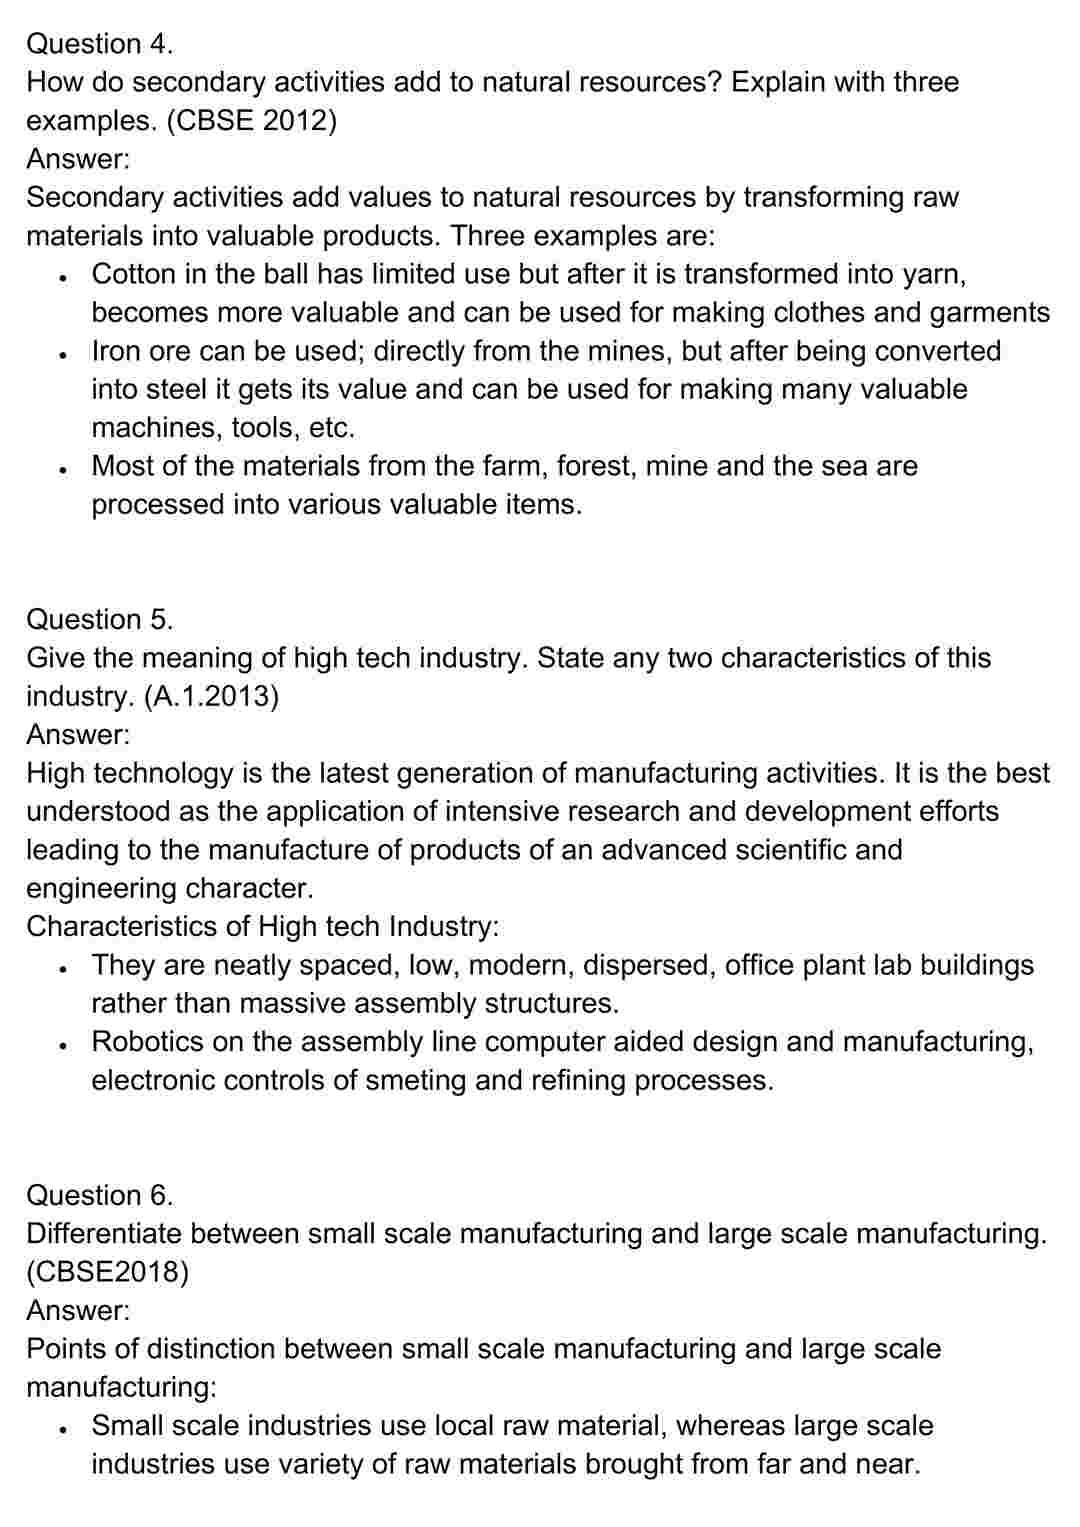 Question 4.
How do secondary activities add to natural resources? Explain with three
examples. (CBSE 2012)
Answer:
Secondary activities add values to natural resources by transforming raw
materials into valuable products. Three examples are:
• Cotton in the ball has limited use but after it is transformed into yarn,
becomes more valuable and can be used for making clothes and garments
• Iron ore can be used; directly from the mines, but after being converted
into steel it gets its value and can be used for making many valuable
machines, tools, etc.
• Most of the materials from the farm, forest, mine and the sea are
processed into various valuable items.
Question 5.
Give the meaning of high tech industry. State any two characteristics of this
industry. (A.1.2013)
Answer:
High technology is the latest generation of manufacturing activities. It is the best
understood as the application of intensive research and development efforts
leading to the manufacture of products of an advanced scientific and
engineering character.
Characteristics of High tech Industry:
• They are neatly spaced, low, modern, dispersed, office plant lab buildings
rather than massive assembly structures.
• Robotics on the assembly line computer aided design and manufacturing,
electronic controls of smeting and refining processes.
Question 6.
Differentiate between small scale manufacturing and large scale manufacturing.
(CBSE2018)
Answer:
Points of distinction between small scale manufacturing and large scale
manufacturing:
• Small scale industries use local raw material, whereas large scale
industries use variety of raw materials brought from far and near.